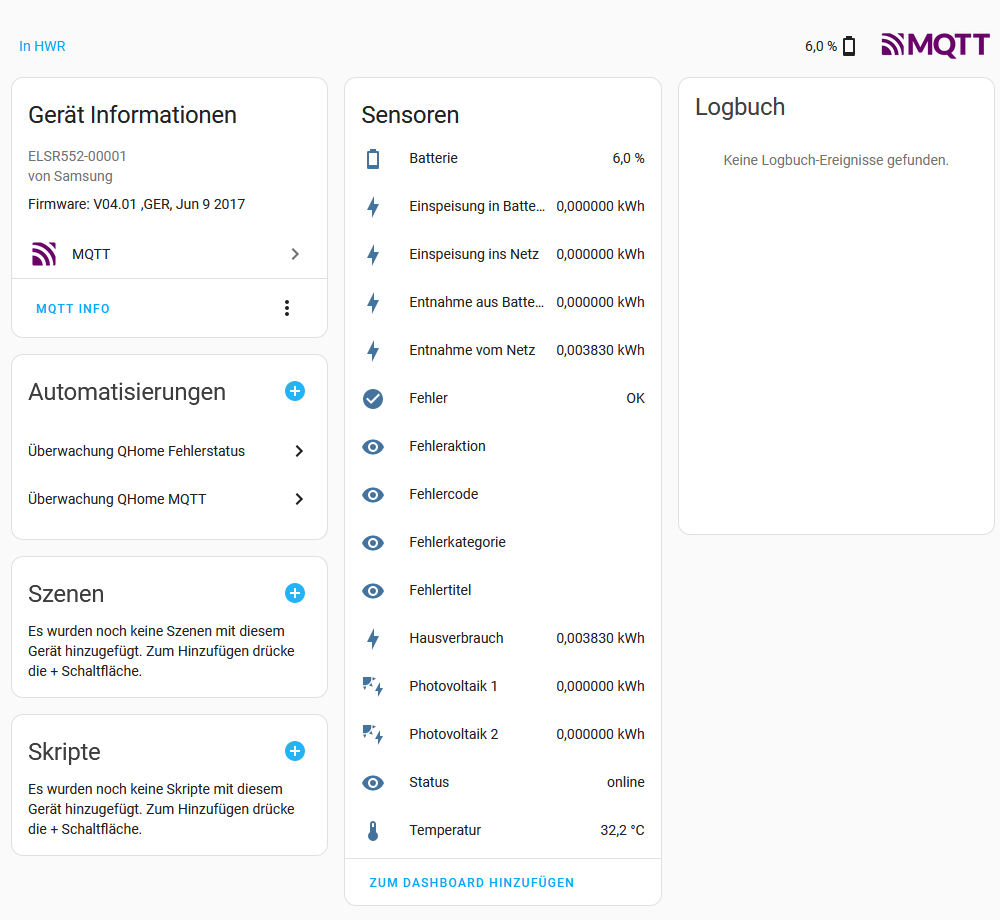 In HWR
6,0 %
MQTT
Gerät Informationen
ELSR552-00001
von Samsung
Firmware: V04.01 ,GER, Jun 9 2017
MQTT
MQTT INFO
Automatisierungen
Überwachung QHome Fehlerstatus
Überwachung QHome MQTT
Szenen
Es wurden noch keine Szenen mit diesem
Gerät hinzugefügt. Zum Hinzufügen drücke
die + Schaltfläche.
Skripte
Es wurden noch keine Skripte mit diesem
Gerät hinzugefügt. Zum Hinzufügen drücke
die + Schaltfläche.
Sensoren
Batterie 6,0 %
Einspeisung in Batte... 0,000000 kWh
Einspeisung ins Netz 0,000000 kWh
Entnahme aus Batte... 0,000000 kWh
Entnahme vom Netz 0,003830 kWh
Fehler OK
Fehleraktion
Fehlercode
Fehlerkategorie
Fehlertitel
Hausverbrauch 0,003830 kWh
Photovoltaik 1 0,000000 kWh
Photovoltaik 2 0,000000 kWh
Status online
Temperatur 32,2 °C
ZUM DASHBOARD HINZUFÜGEN
Logbuch
Keine Logbuch-Ereignisse gefunden.